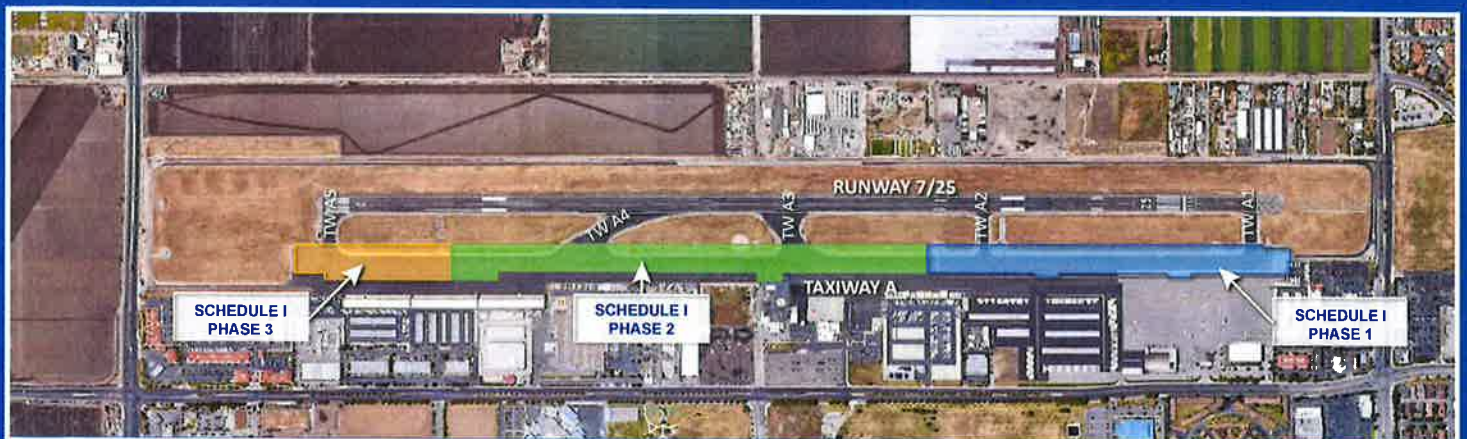 RUNWAY 7/25
TW A5
TW A4
TW A3
TW A2
25
TW A1
TAXIWAY A
SCHEDULE I
PHASE 3
SCHEDULE I
PHASE 2
SCHEDULE I
PHASE 1